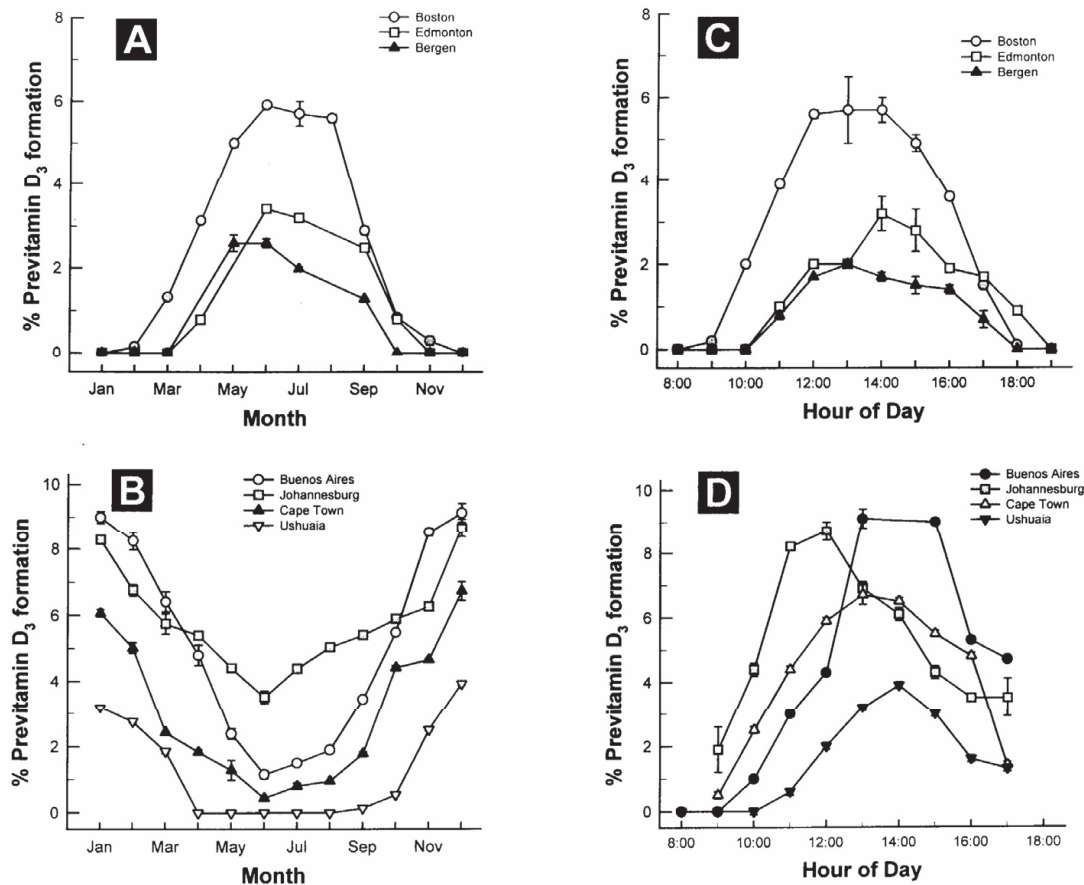 A
Boston
Edmonton
Bergen
% Previtamin D3 formation
8
6
4
2
0
Jan Mar May Jul Sep Nov
Month
C
Boston
Edmonton
Bergen
% Previtamin D3 formation
8
6
4
2
0
8:00 10:00 12:00 14:00 16:00 18:00
Hour of Day
B
Buenos Aires
Johannesburg
Cape Town
Ushuaia
% Previtamin D3 formation
10
8
6
4
2
0
Jan Mar May Jul Sep Nov
Month
D
Buenos Aires
Johannesburg
Cape Town
Ushuaia
% Previtamin D3 formation
10
8
6
4
2
0
8:00 10:00 12:00 14:00 16:00 18:00
Hour of Day